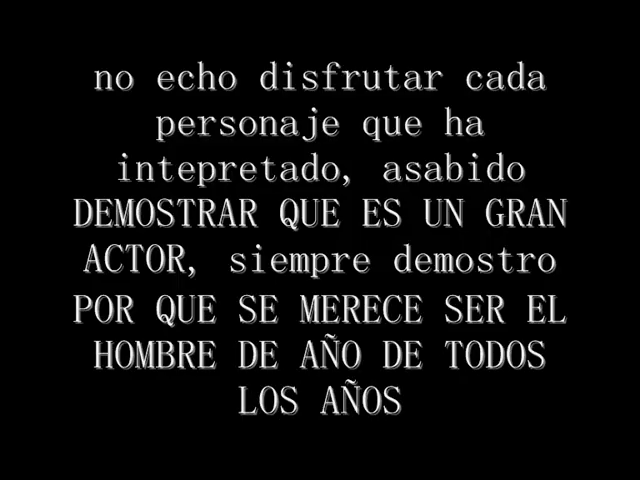 no echo disfrutar cada
personaje que ha
intepretado, asabido
DEMOSTRAR QUE ES UN GRAN
ACTOR, siempre demostro
POR QUE SE MERECE SER EL
HOMBRE DE AÑO DE TODOS
LOS AÑOS